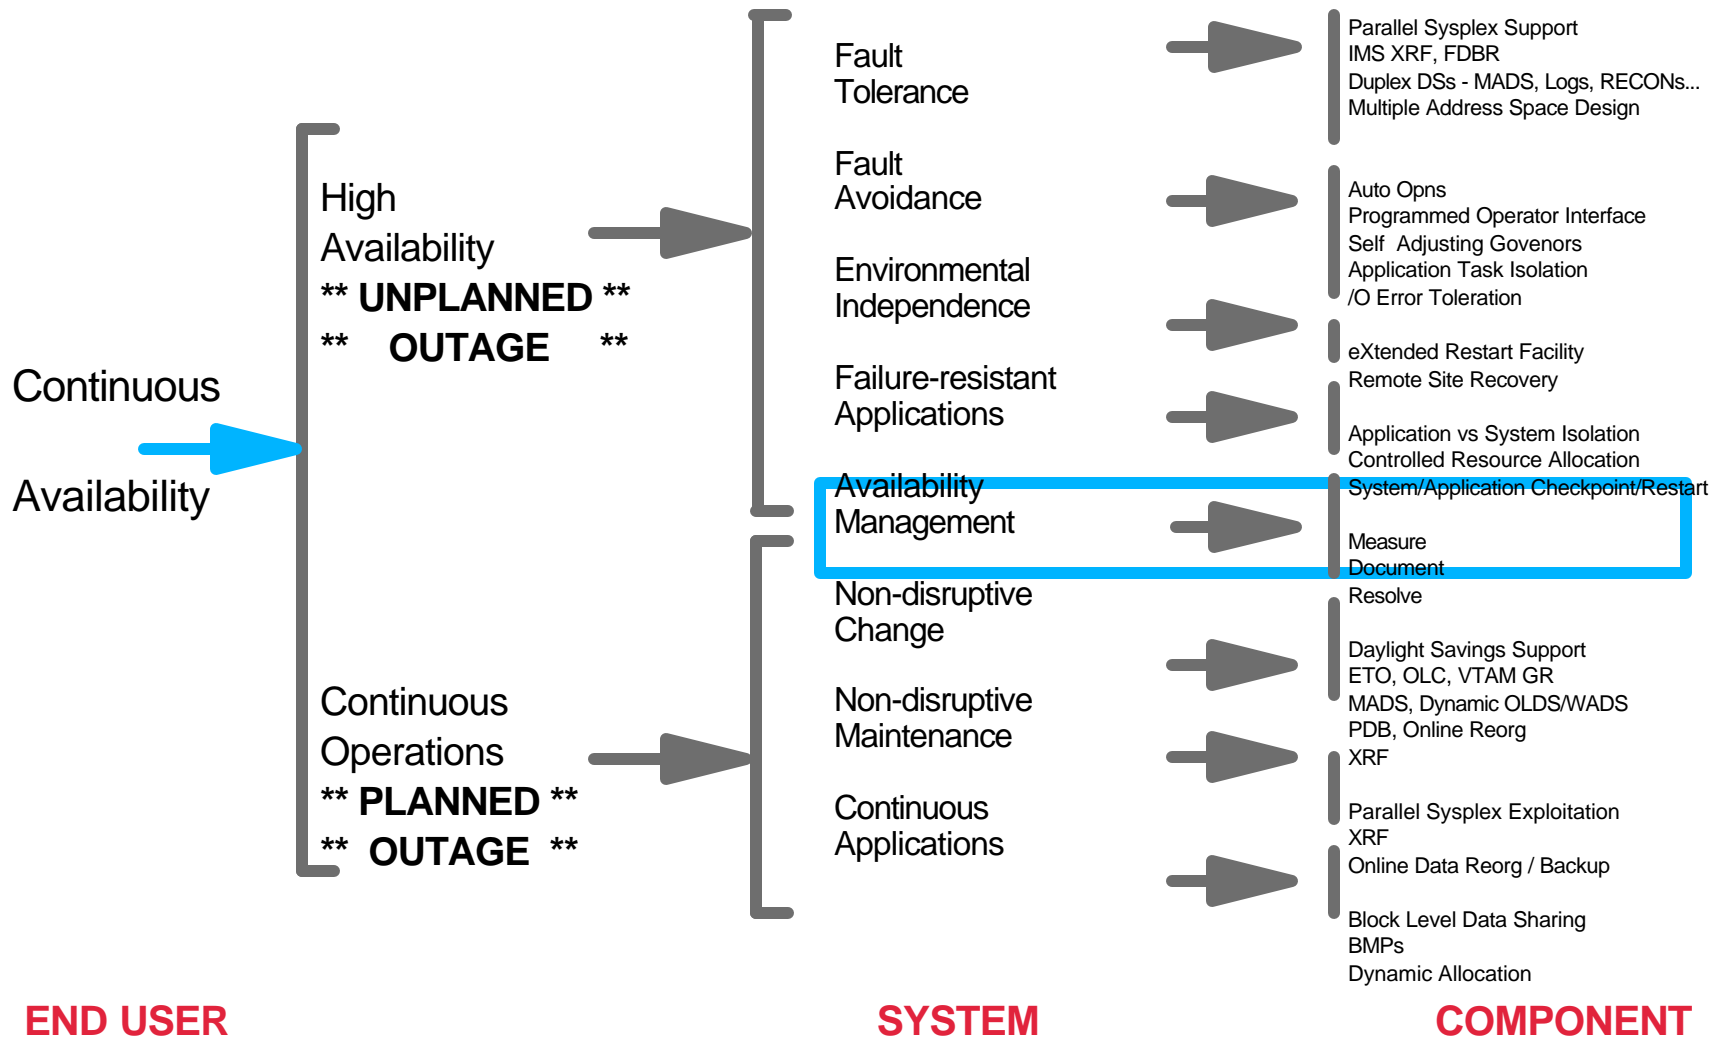 Continuous
Availability
High
Availability
** UNPLANNED **
** OUTAGE **
Continuous
Operations
** PLANNED **
** OUTAGE **
Fault
Tolerance
Fault
Avoidance
Environmental
Independence
Failure-resistant
Applications
Availability
Management
Non-disruptive
Change
Non-disruptive
Maintenance
Continuous
Applications
Parallel Sysplex Support
IMS XRF, FDBR
Duplex DSs - MADS, Logs, RECONs...
Multiple Address Space Design
Auto Opns
Programmed Operator Interface
Self Adjusting Govenors
Application Task Isolation
/O Error Toleration
eXtended Restart Facility
Remote Site Recovery
Application vs System Isolation
Controlled Resource Allocation
System/Application Checkpoint/Restart
Measure
Document
Resolve
Daylight Savings Support
ETO, OLC, VTAM GR
MADS, Dynamic OLDS/WADS
PDB, Online Reorg
XRF
Parallel Sysplex Exploitation
XRF
Online Data Reorg / Backup
Block Level Data Sharing
BMPs
Dynamic Allocation
END USER
SYSTEM
COMPONENT